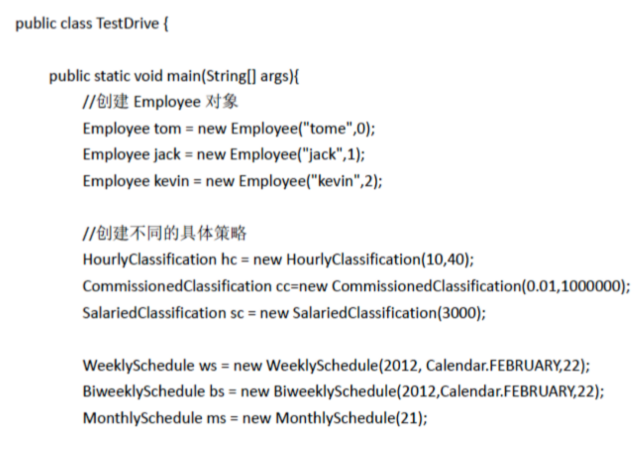 public class TestDrive {
public static void main(String[] args){
//创建 Employee 对象
Employee tom = new Employee("tome",0);
Employee jack = new Employee("jack",1);
Employee kevin = new Employee("kevin",2);
//创建不同的具体策略
HourlyClassification hc = new HourlyClassification(10,40);
CommissionedClassification cc=new CommissionedClassification(0.01,1000000);
SalariedClassification sc = new SalariedClassification(3000);
WeeklySchedule ws = new WeeklySchedule(2012, Calendar.FEBRUARY,22);
BiweeklySchedule bs = new BiweeklySchedule(2012,Calendar.FEBRUARY,22);
MonthlySchedule ms = new MonthlySchedule(21);